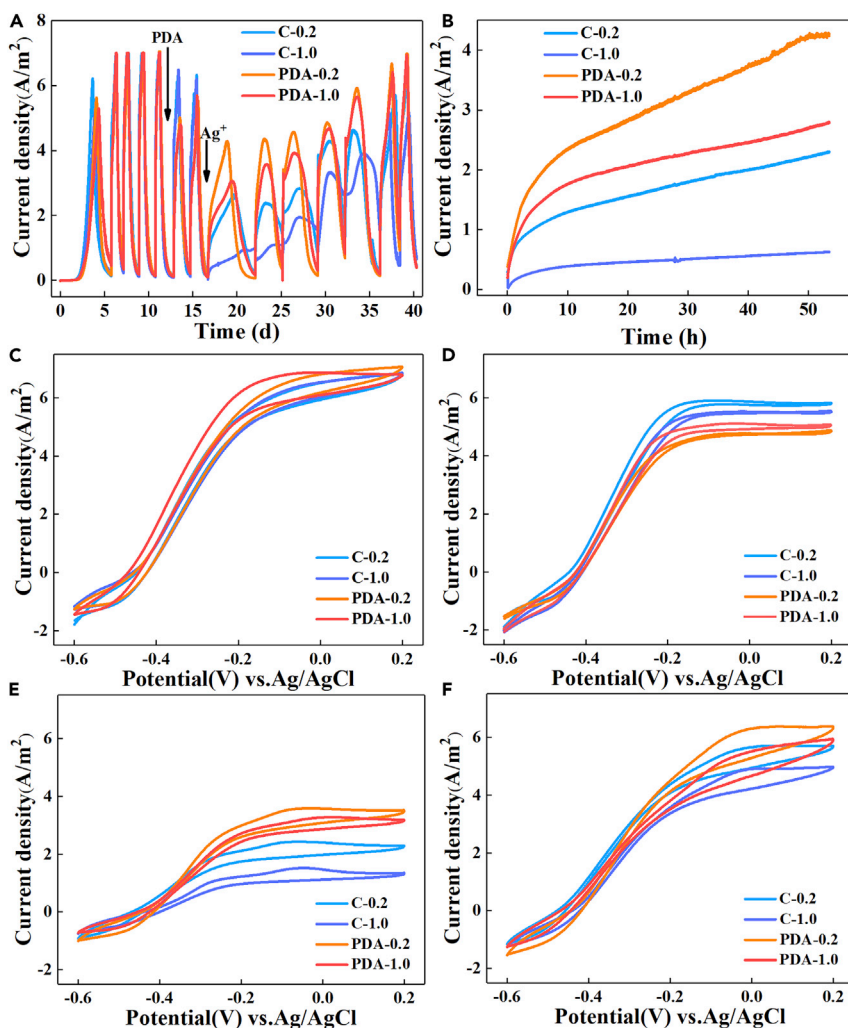 A
Current density(A/m²)
8
6
4
2
0
PDA
Ag⁺
C-0.2
C-1.0
PDA-0.2
PDA-1.0
0 5 10 15 20 25 30 35 40
Time (d)
B
Current density(A/m²)
4
3
2
1
0
C-0.2
C-1.0
PDA-0.2
PDA-1.0
0 10 20 30 40 50
Time (h)
C
Current density(A/m²)
6
4
2
0
-2
C-0.2
C-1.0
PDA-0.2
PDA-1.0
-0.6 -0.4 -0.2 0.0 0.2
Potential(V) vs.Ag/AgCl
D
Current density(A/m²)
8
6
4
2
0
-2
C-0.2
C-1.0
PDA-0.2
PDA-1.0
-0.6 -0.4 -0.2 0.0 0.2
Potential(V) vs.Ag/AgCl
E
Current density(A/m²)
6
4
2
0
-2
C-0.2
C-1.0
PDA-0.2
PDA-1.0
-0.6 -0.4 -0.2 0.0 0.2
Potential(V) vs.Ag/AgCl
F
Current density(A/m²)
6
4
2
0
-2
C-0.2
C-1.0
PDA-0.2
PDA-1.0
-0.6 -0.4 -0.2 0.0 0.2
Potential(V) vs.Ag/AgCl